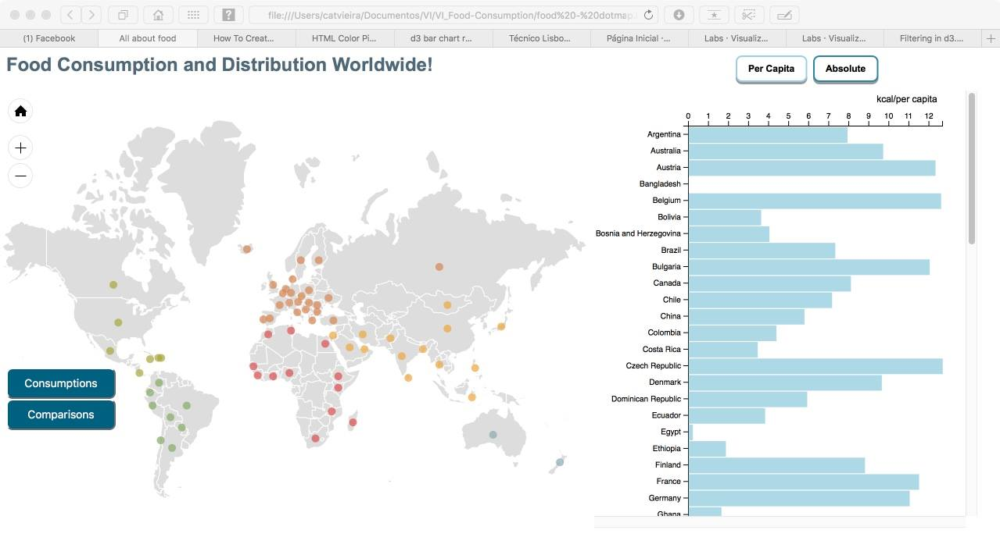 file:///Users/catvieira/Documentos/VI/VI_Food-Consumption/food%20-%20dotmap.
(1) Facebook
All about food
How To Creat...
HTML Color Pi...
d3 bar chart r...
Técnico Lisbo...
Página Inicial ·...
Labs · Visualiz...
Labs · Visualiz...
Filtering in d3....
Food Consumption and Distribution Worldwide!
Per Capita
Absolute
Consumptions
Comparisons
kcal/per capita
0 1 2 3 4 5 6 7 8 9 10 11 12
Argentina
Australia
Austria
Bangladesh
Belgium
Bolivia
Bosnia and Herzegovina
Brazil
Bulgaria
Canada
Chile
China
Colombia
Costa Rica
Czech Republic
Denmark
Dominican Republic
Ecuador
Egypt
Ethiopia
Finland
France
Germany
Ghana